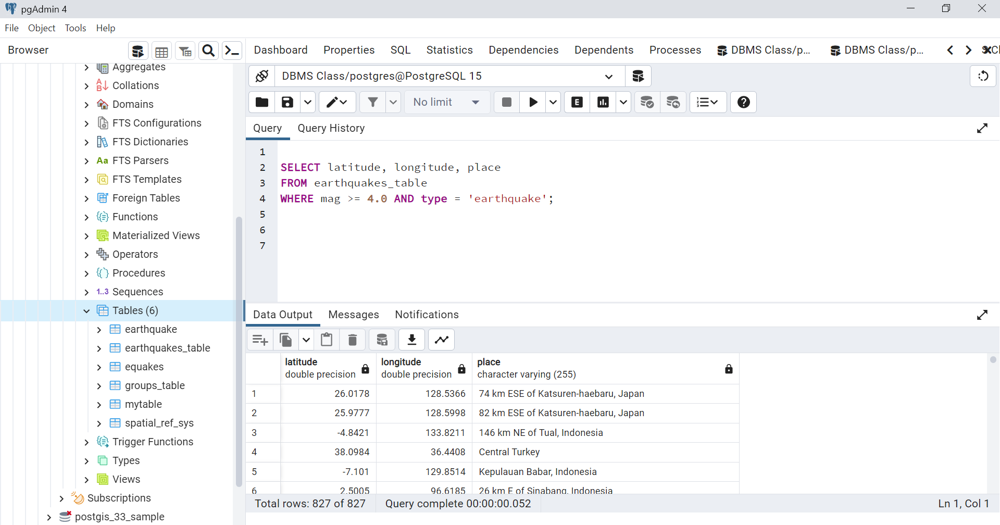 pgAdmin 4
File Object Tools Help
Browser
Dashboard Properties SQL Statistics Dependencies Dependents Processes DBMS Class/p... DBMS Class/p...
Aggregates
Collations
Domains
FTS Configurations
FTS Dictionaries
Aa FTS Parsers
FTS Templates
Foreign Tables
Functions
Materialized Views
Operators
Procedures
1..3 Sequences
Tables (6)
earthquake
earthquakes_table
equakes
groups_table
mytable
spatial_ref_sys
Trigger Functions
Types
Views
Subscriptions
postgis_33_sample
DBMS Class/postgres@PostgreSQL 15
No limit
E
Query Query History
1
2 SELECT latitude, longitude, place
3 FROM earthquakes_table
4 WHERE mag >= 4.0 AND type = 'earthquake';
5
6
7
Data Output Messages Notifications
latitude longitude place
double precision double precision character varying (255)
1 26.0178 128.5366 74 km ESE of Katsuren-haebaru, Japan
2 25.9777 128.5998 82 km ESE of Katsuren-haebaru, Japan
3 -4.8421 133.8211 146 km NE of Tual, Indonesia
4 38.0984 36.4408 Central Turkey
5 -7.101 129.8514 Kepulauan Babar, Indonesia
6 2.5005 96.6185 26 km E of Sinabang, Indonesia
Total rows: 827 of 827 Query complete 00:00:00.052 Ln 1, Col 1